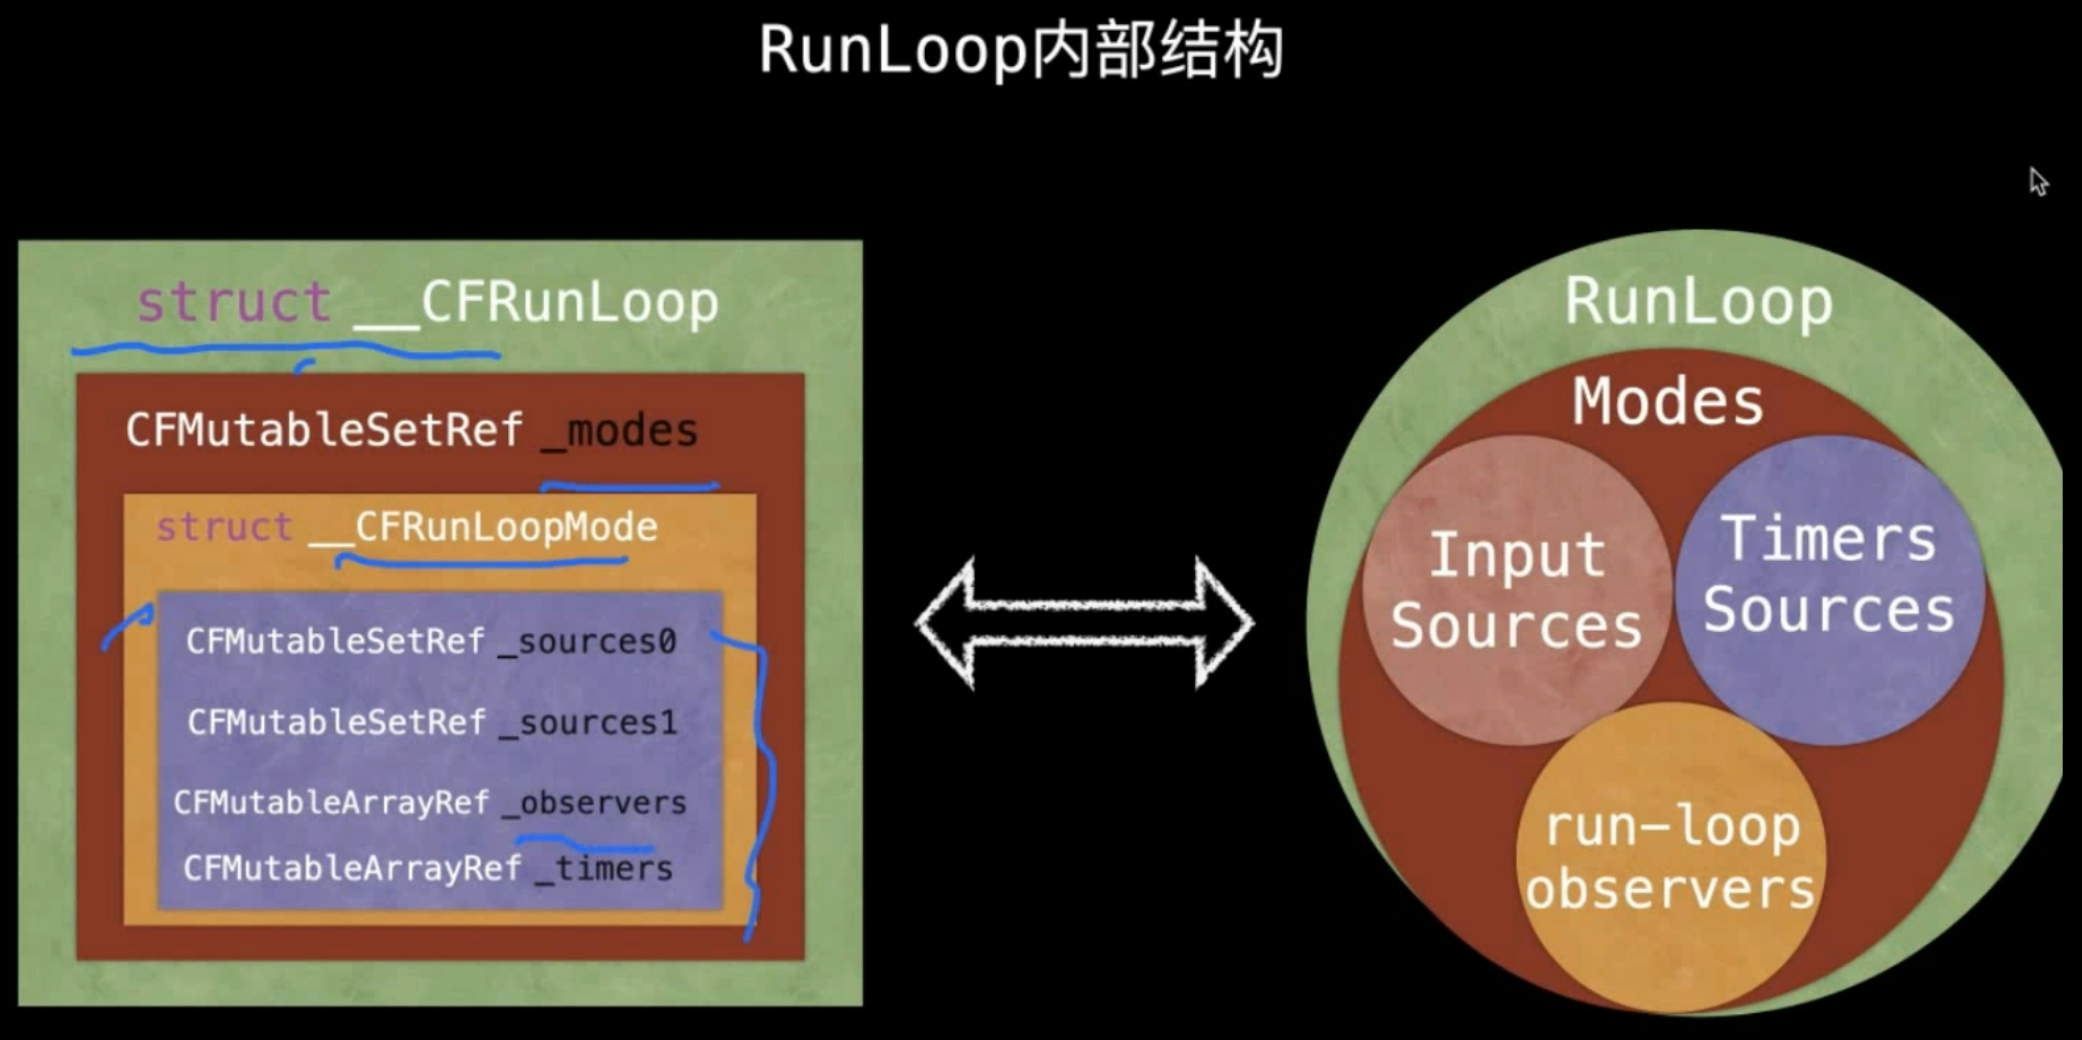 RunLoop内部结构
struct __CFRunLoop
CFMutableSetRef _modes
struct __CFRunLoopMode
CFMutableSetRef _sources0
CFMutableSetRef _sources1
CFMutableArrayRef _observers
CFMutableArrayRef _timers
RunLoop
Modes
Input
Sources
Timers
Sources
run-loop
observers